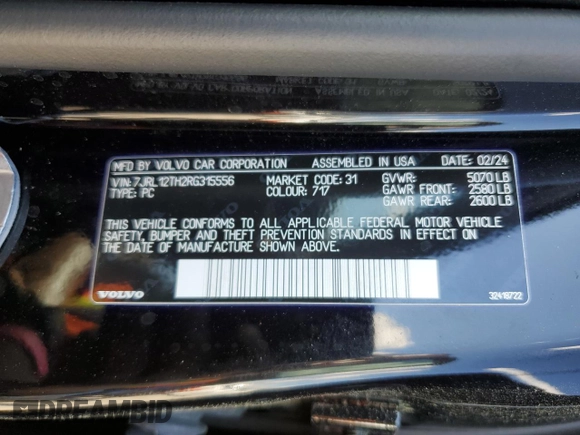 MFD BY VOLVO CAR CORPORATION ASSEMBLED IN USA DATE: 02/24
VIN: 7JRL12TH2RG315556 MARKET CODE: 31 GVWR: 5070 LB
TYPE: PC COLOUR: 717 GAWR FRONT: 2580 LB
GAWR REAR: 2600 LB
THIS VEHICLE CONFORMS TO ALL APPLICABLE FEDERAL MOTOR VEHICLE
SAFETY, BUMPER AND THEFT PREVENTION STANDARDS IN EFFECT ON
THE DATE OF MANUFACTURE SHOWN ABOVE.
VOLVO 32416722
DREAMBID